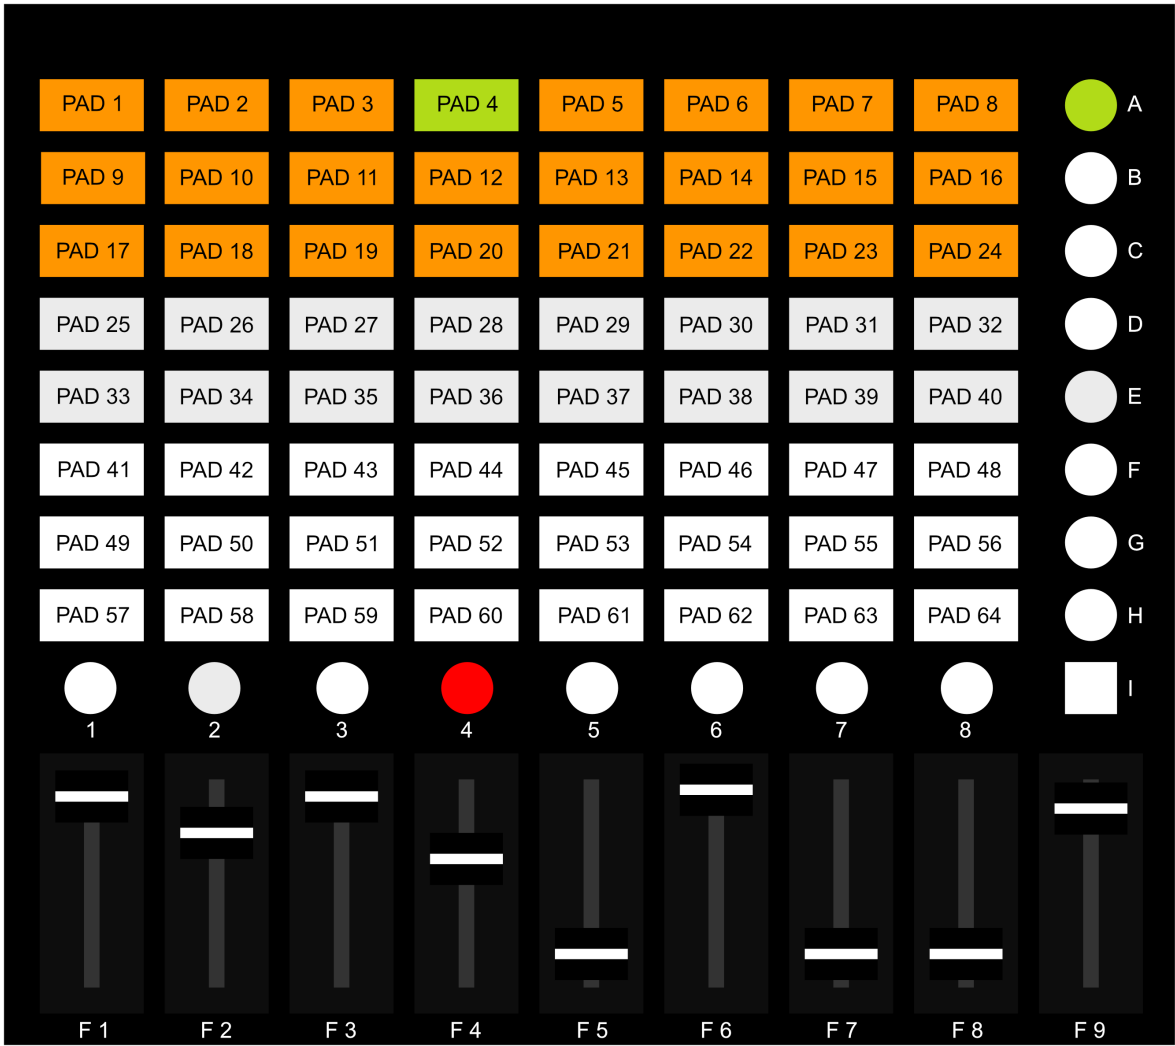 PAD 1 PAD 2 PAD 3 PAD 4 PAD 5 PAD 6 PAD 7 PAD 8 A
PAD 9 PAD 10 PAD 11 PAD 12 PAD 13 PAD 14 PAD 15 PAD 16 B
PAD 17 PAD 18 PAD 19 PAD 20 PAD 21 PAD 22 PAD 23 PAD 24 C
PAD 25 PAD 26 PAD 27 PAD 28 PAD 29 PAD 30 PAD 31 PAD 32 D
PAD 33 PAD 34 PAD 35 PAD 36 PAD 37 PAD 38 PAD 39 PAD 40 E
PAD 41 PAD 42 PAD 43 PAD 44 PAD 45 PAD 46 PAD 47 PAD 48 F
PAD 49 PAD 50 PAD 51 PAD 52 PAD 53 PAD 54 PAD 55 PAD 56 G
PAD 57 PAD 58 PAD 59 PAD 60 PAD 61 PAD 62 PAD 63 PAD 64 H
I
1 2 3 4 5 6 7 8
F 1 F 2 F 3 F 4 F 5 F 6 F 7 F 8 F 9